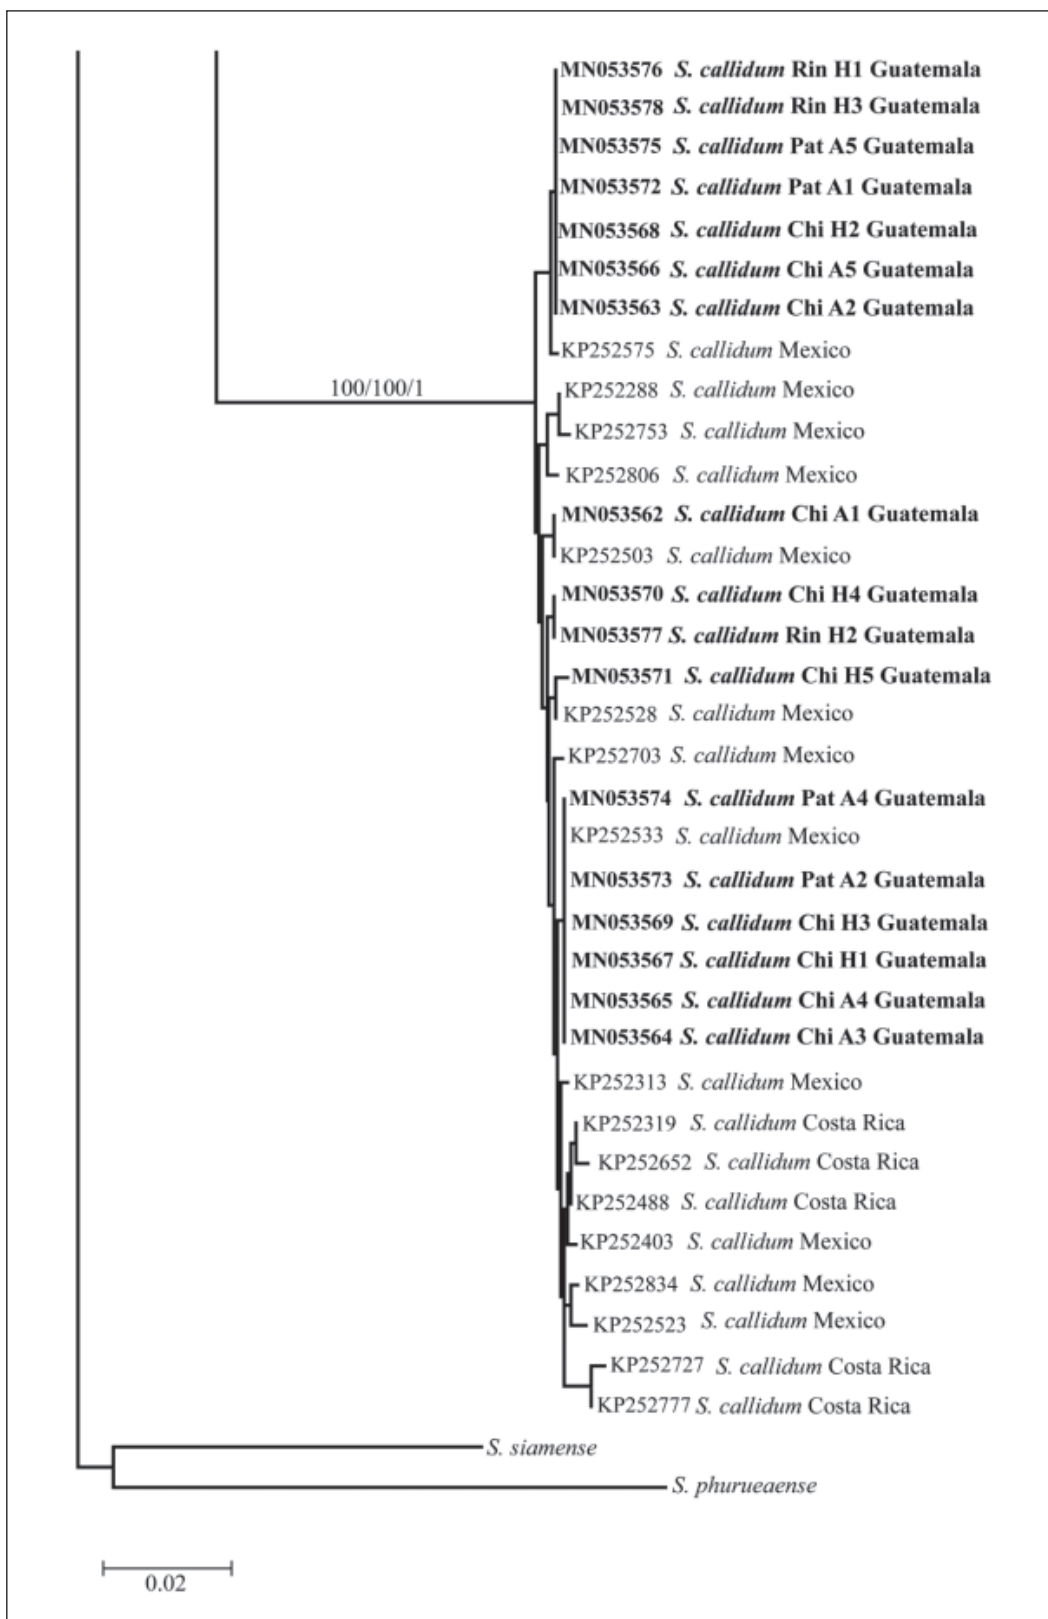 MN053576 S. callidum Rin H1 Guatemala
MN053578 S. callidum Rin H3 Guatemala
MN053575 S. callidum Pat A5 Guatemala
MN053572 S. callidum Pat A1 Guatemala
MN053568 S. callidum Chi H2 Guatemala
MN053566 S. callidum Chi A5 Guatemala
MN053563 S. callidum Chi A2 Guatemala
KP252575 S. callidum Mexico
100/100/1
KP252288 S. callidum Mexico
KP252753 S. callidum Mexico
KP252806 S. callidum Mexico
MN053562 S. callidum Chi A1 Guatemala
KP252503 S. callidum Mexico
MN053570 S. callidum Chi H4 Guatemala
MN053577 S. callidum Rin H2 Guatemala
MN053571 S. callidum Chi H5 Guatemala
KP252528 S. callidum Mexico
KP252703 S. callidum Mexico
MN053574 S. callidum Pat A4 Guatemala
KP252533 S. callidum Mexico
MN053573 S. callidum Pat A2 Guatemala
MN053569 S. callidum Chi H3 Guatemala
MN053567 S. callidum Chi H1 Guatemala
MN053565 S. callidum Chi A4 Guatemala
MN053564 S. callidum Chi A3 Guatemala
KP252313 S. callidum Mexico
KP252319 S. callidum Costa Rica
KP252652 S. callidum Costa Rica
KP252488 S. callidum Costa Rica
KP252403 S. callidum Mexico
KP252834 S. callidum Mexico
KP252523 S. callidum Mexico
KP252727 S. callidum Costa Rica
KP252777 S. callidum Costa Rica
S. siamense
S. phurueaense
0.02